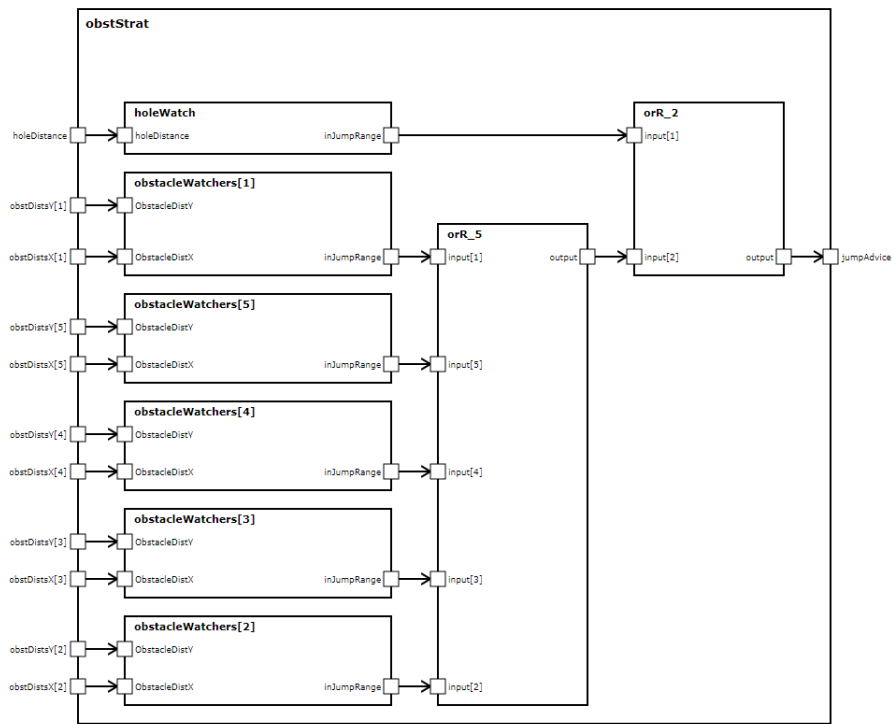 obstStrat
holeWatch
orR_2
holeDistance
holeDistance
inJumpRange
input[1]
obstacleWatchers[1]
obstDistsY[1]
ObstacleDistY
orR_5
obstDistsX[1]
ObstacleDistX
inJumpRange
input[1]
output
input[2]
output
jumpAdvice
obstacleWatchers[5]
obstDistsY[5]
ObstacleDistY
obstDistsX[5]
ObstacleDistX
inJumpRange
input[5]
obstacleWatchers[4]
obstDistsY[4]
ObstacleDistY
obstDistsX[4]
ObstacleDistX
inJumpRange
input[4]
obstacleWatchers[3]
obstDistsY[3]
ObstacleDistY
obstDistsX[3]
ObstacleDistX
inJumpRange
input[3]
obstacleWatchers[2]
obstDistsY[2]
ObstacleDistY
obstDistsX[2]
ObstacleDistX
inJumpRange
input[2]